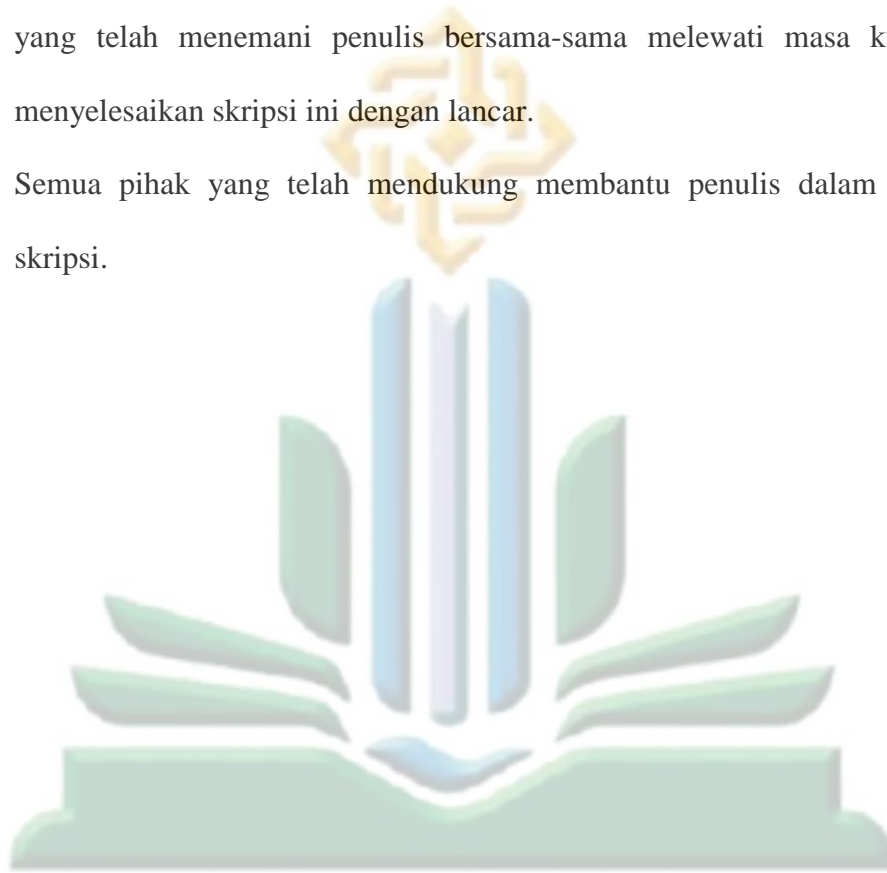 yang telah menemani penulis bersama-sama melewati masa
menyelesaikan skripsi ini dengan lancar.
Semua pihak yang telah mendukung membantu penulis dalam
skripsi.